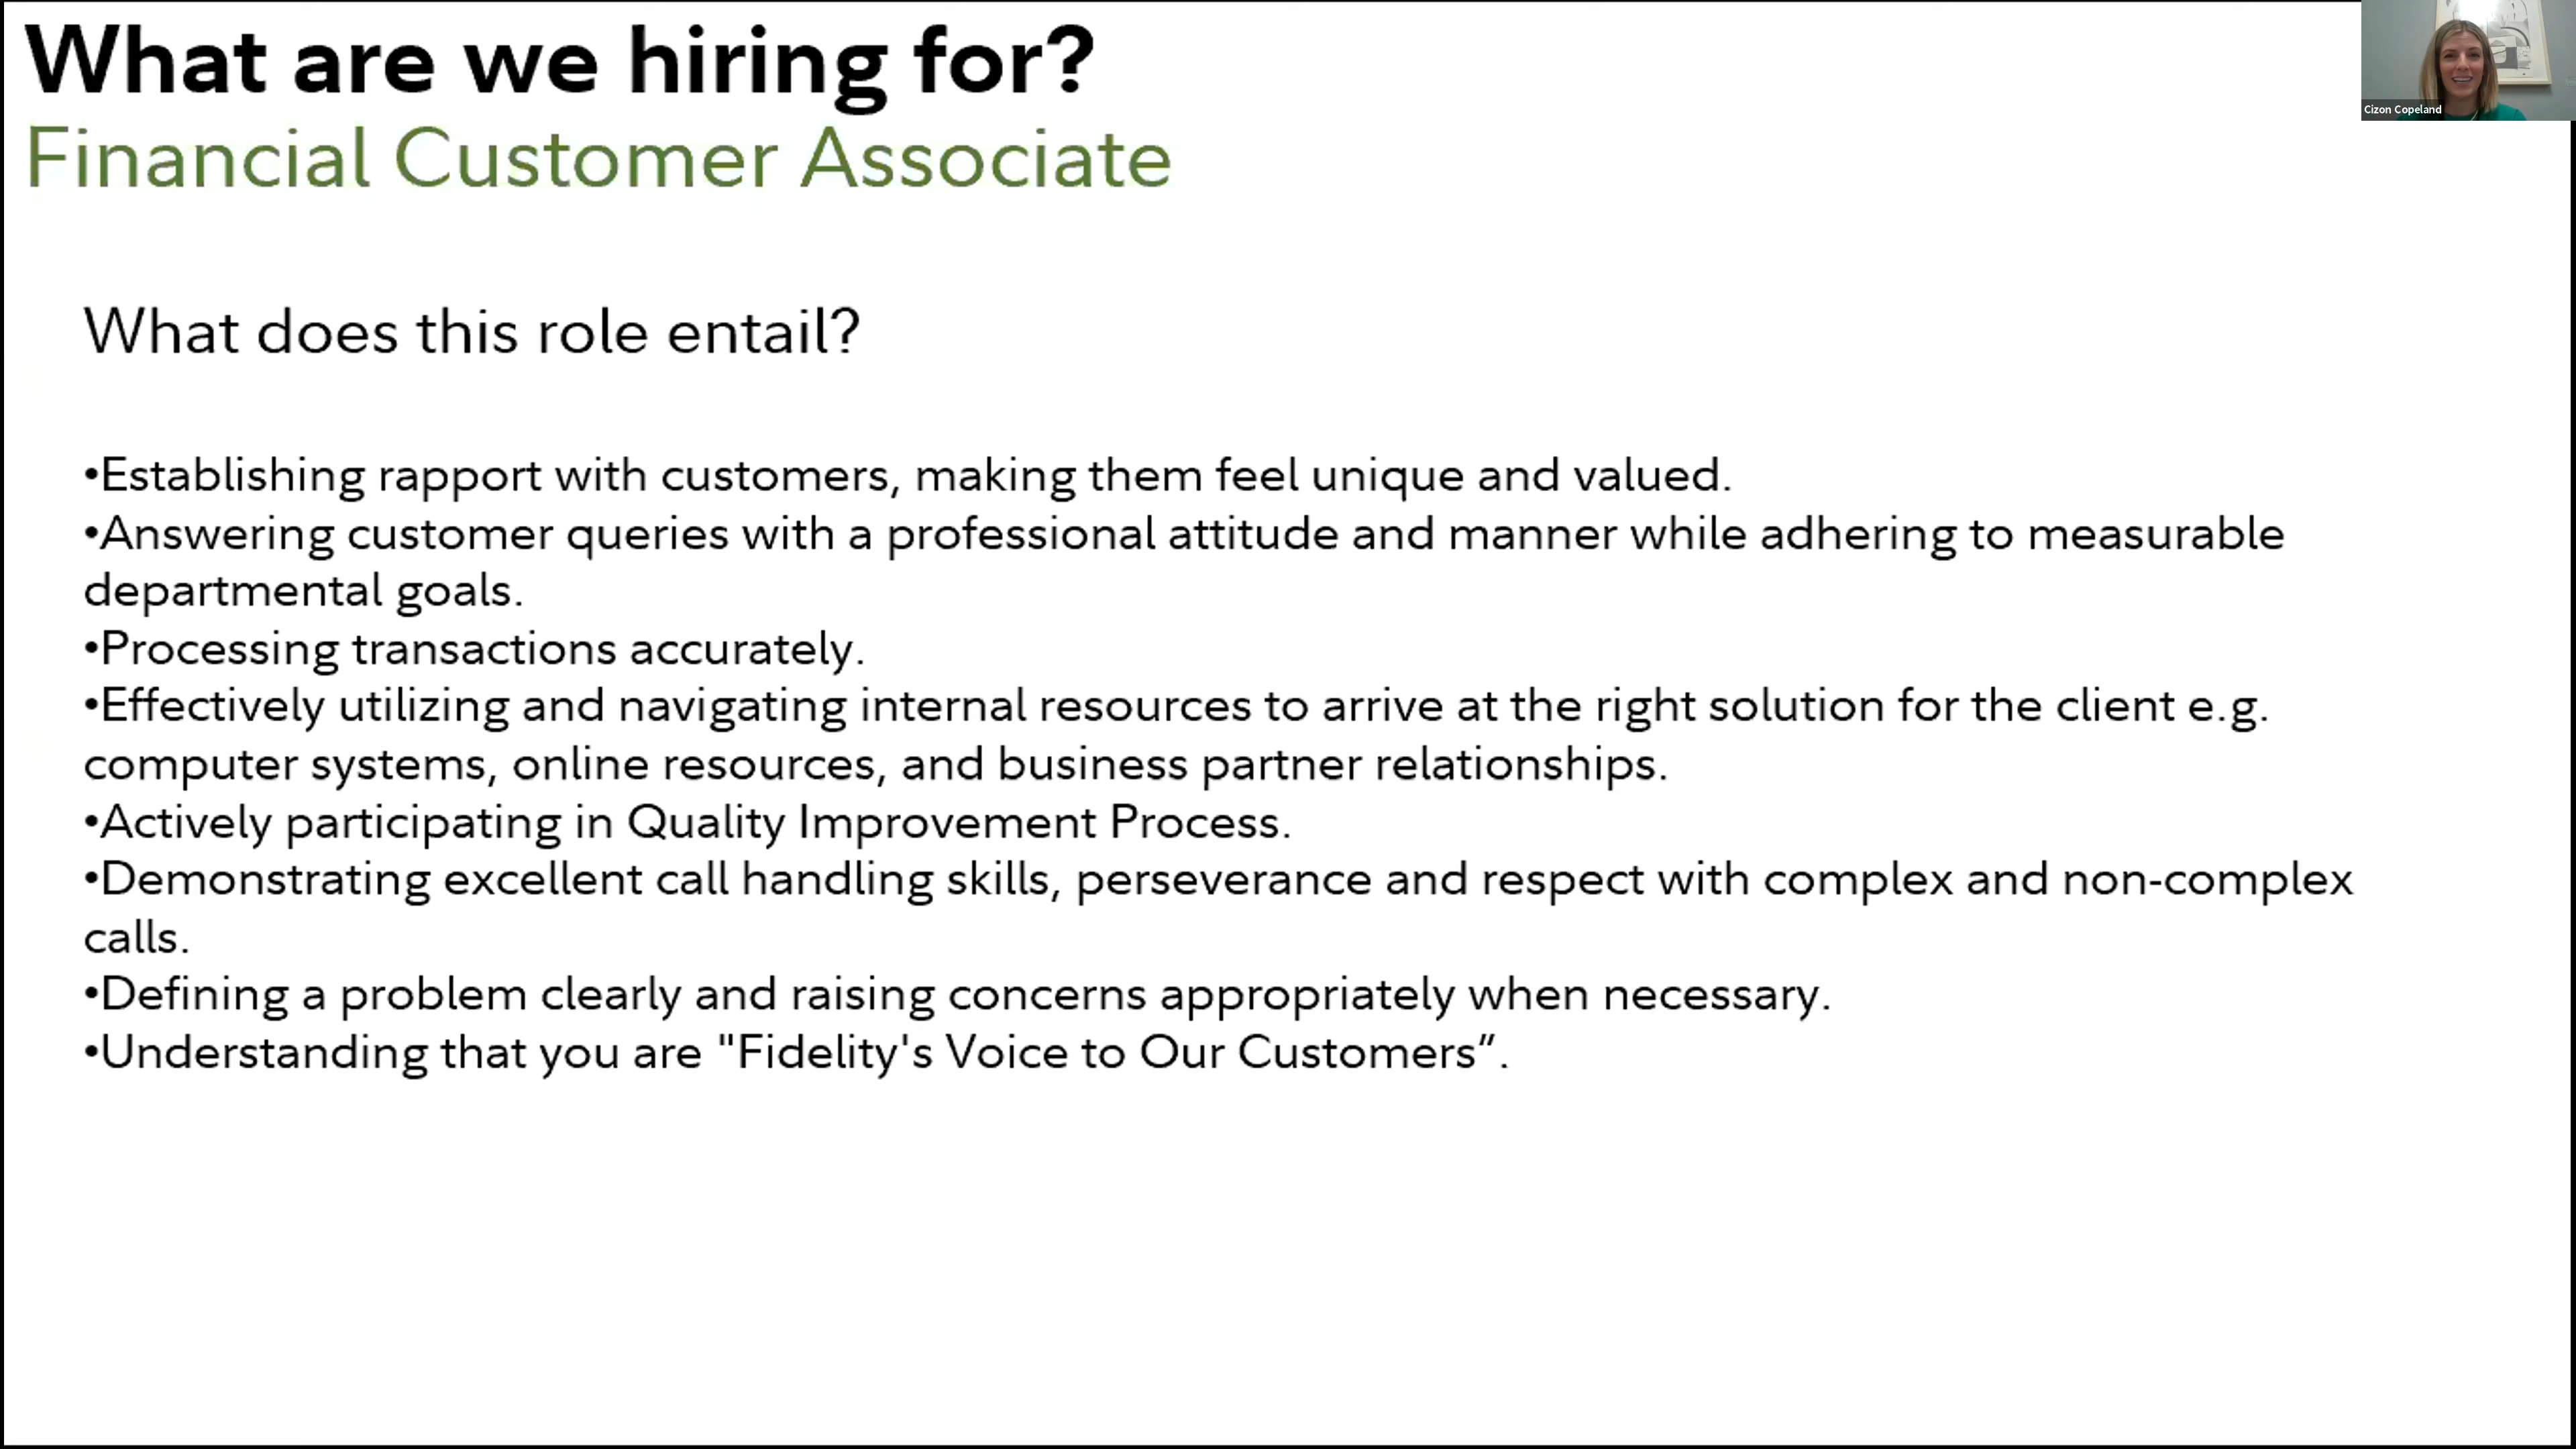 What are we hiring for?
Financial Customer Associate
Cizon Copeland
What does this role entail?
•Establishing rapport with customers, making them feel unique and valued.
•Answering customer queries with a professional attitude and manner while adhering to measurable
departmental goals.
•Processing transactions accurately.
•Effectively utilizing and navigating internal resources to arrive at the right solution for the client e.g.
computer systems, online resources, and business partner relationships.
•Actively participating in Quality Improvement Process.
•Demonstrating excellent call handling skills, perseverance and respect with complex and non-complex
calls.
•Defining a problem clearly and raising concerns appropriately when necessary.
•Understanding that you are "Fidelity's Voice to Our Customers”.